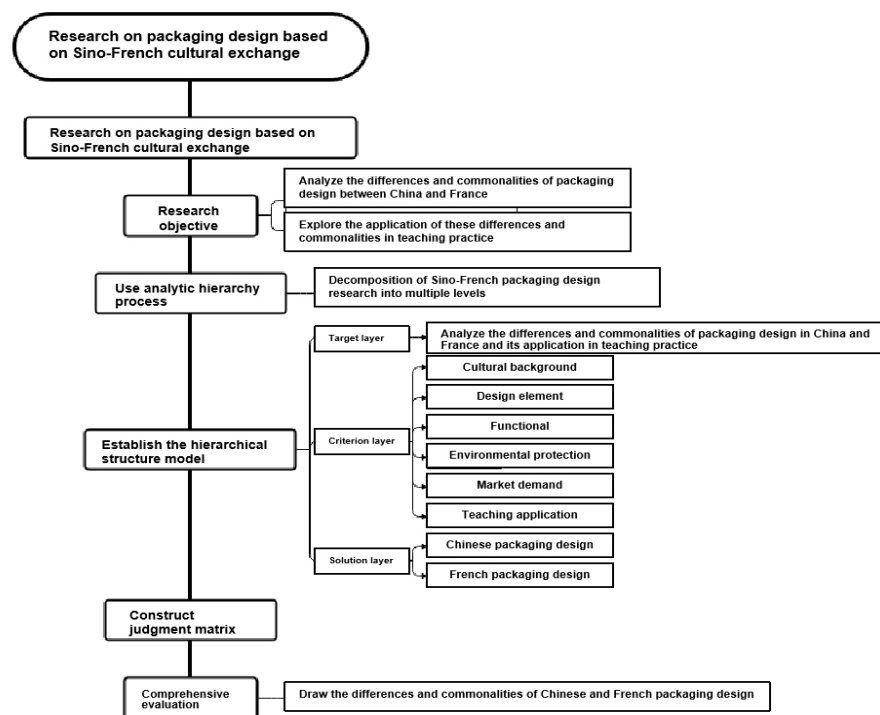 Research on packaging design based
on Sino-French cultural exchange
Research on packaging design based on
Sino-French cultural exchange
Research
objective
Analyze the differences and commonalities of packaging
design between China and France
Explore the application of these differences and
commonalities in teaching practice
Use analytic hierarchy
process
Decomposition of Sino-French packaging design
research into multiple levels
Establish the hierarchical
structure model
Target layer
Analyze the differences and commonalities of packaging design in China and
France and its application in teaching practice
Criterion layer
Cultural background
Design element
Functional
Environmental protection
Market demand
Teaching application
Solution layer
Chinese packaging design
French packaging design
Construct
judgment matrix
Comprehensive
evaluation
Draw the differences and commonalities of Chinese and French packaging design